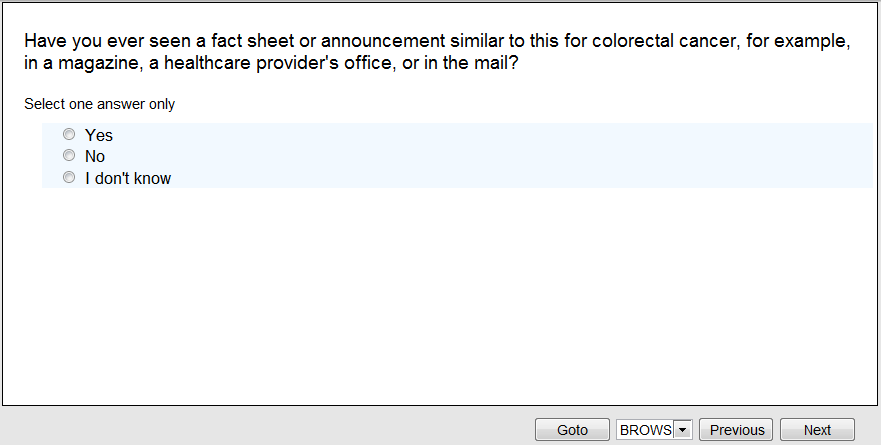 Have you ever seen a fact sheet or announcement similar to this for colorectal cancer, for example,
in a magazine, a healthcare provider's office, or in the mail?
Select one answer only
Yes
No
I don't know
Goto BROWS Previous Next